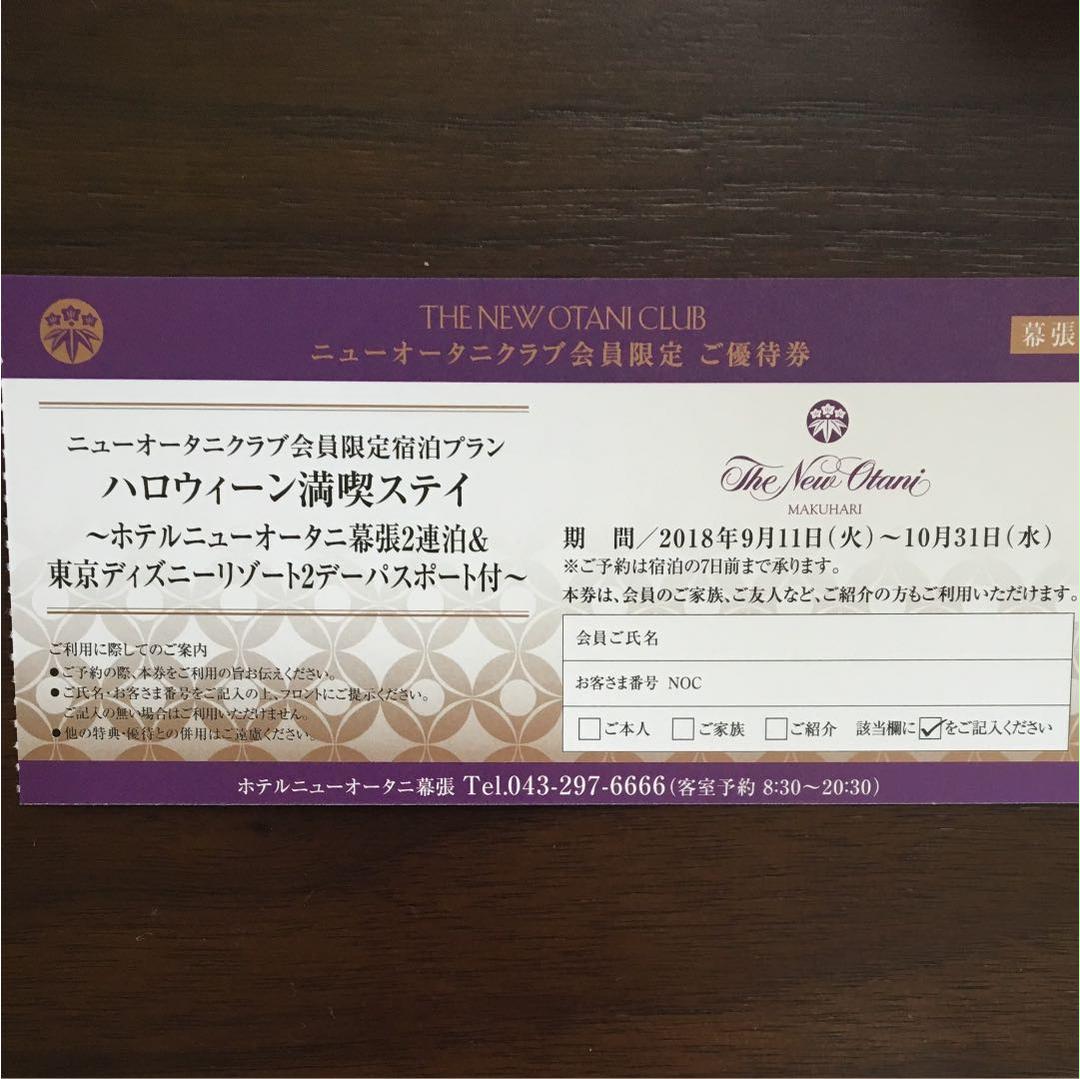 THE NEW OTANI CLUB
ニューオータニクラブ会員限定 ご優待券
幕張
ニューオータニクラブ会員限定宿泊プラン
ハロウィーン満喫ステイ
～ホテルニューオータニ幕張2連泊&
東京ディズニーリゾート2デーパスポート付～
ご利用に際してのご案内
●ご予約の際、本券をご利用の旨お伝えください。
●ご氏名・お客さま番号をご記入の上、フロントにご提示ください。
ご記入の無い場合はご利用いただけません。
●他の特典・優待との併用はご遠慮ください。
The New Otani
MAKUHARI
期　間／2018年9月11日（火）～10月31日（水）
※ご予約は宿泊の7日前まで承ります。
本券は、会員のご家族、ご友人など、ご紹介の方もご利用いただけます。
会員ご氏名
お客さま番号 NOC
□ご本人 □ご家族 □ご紹介 該当欄に☑をご記入ください
ホテルニューオータニ幕張 Tel.043-297-6666（客室予約 8:30～20:30）